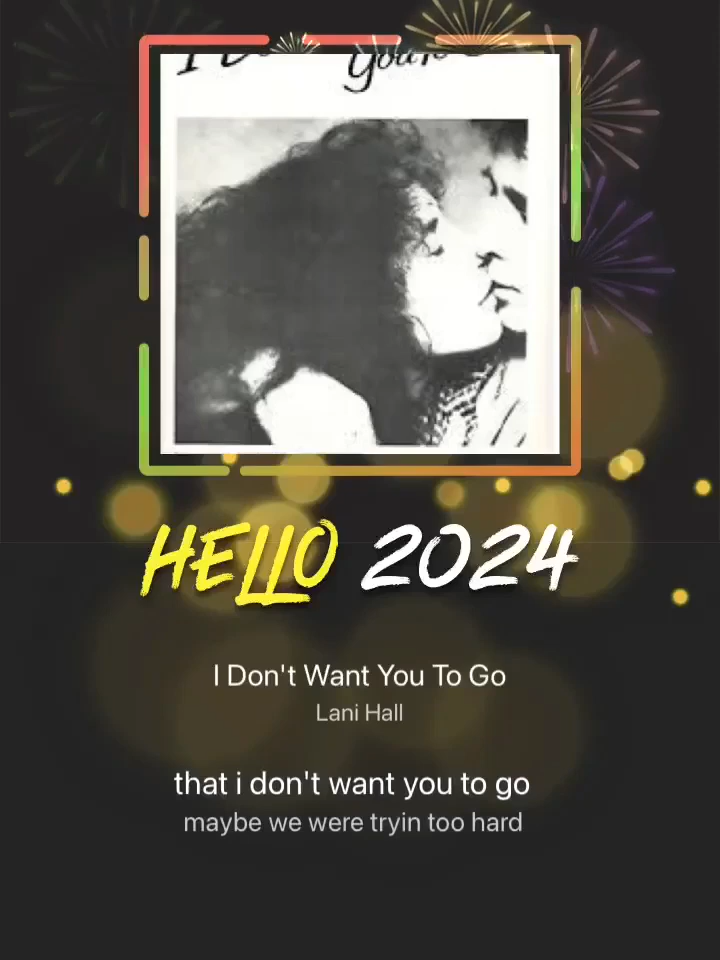 HELLO 2024
I Don't Want You To Go
Lani Hall
that i don't want you to go
maybe we were tryin too hard